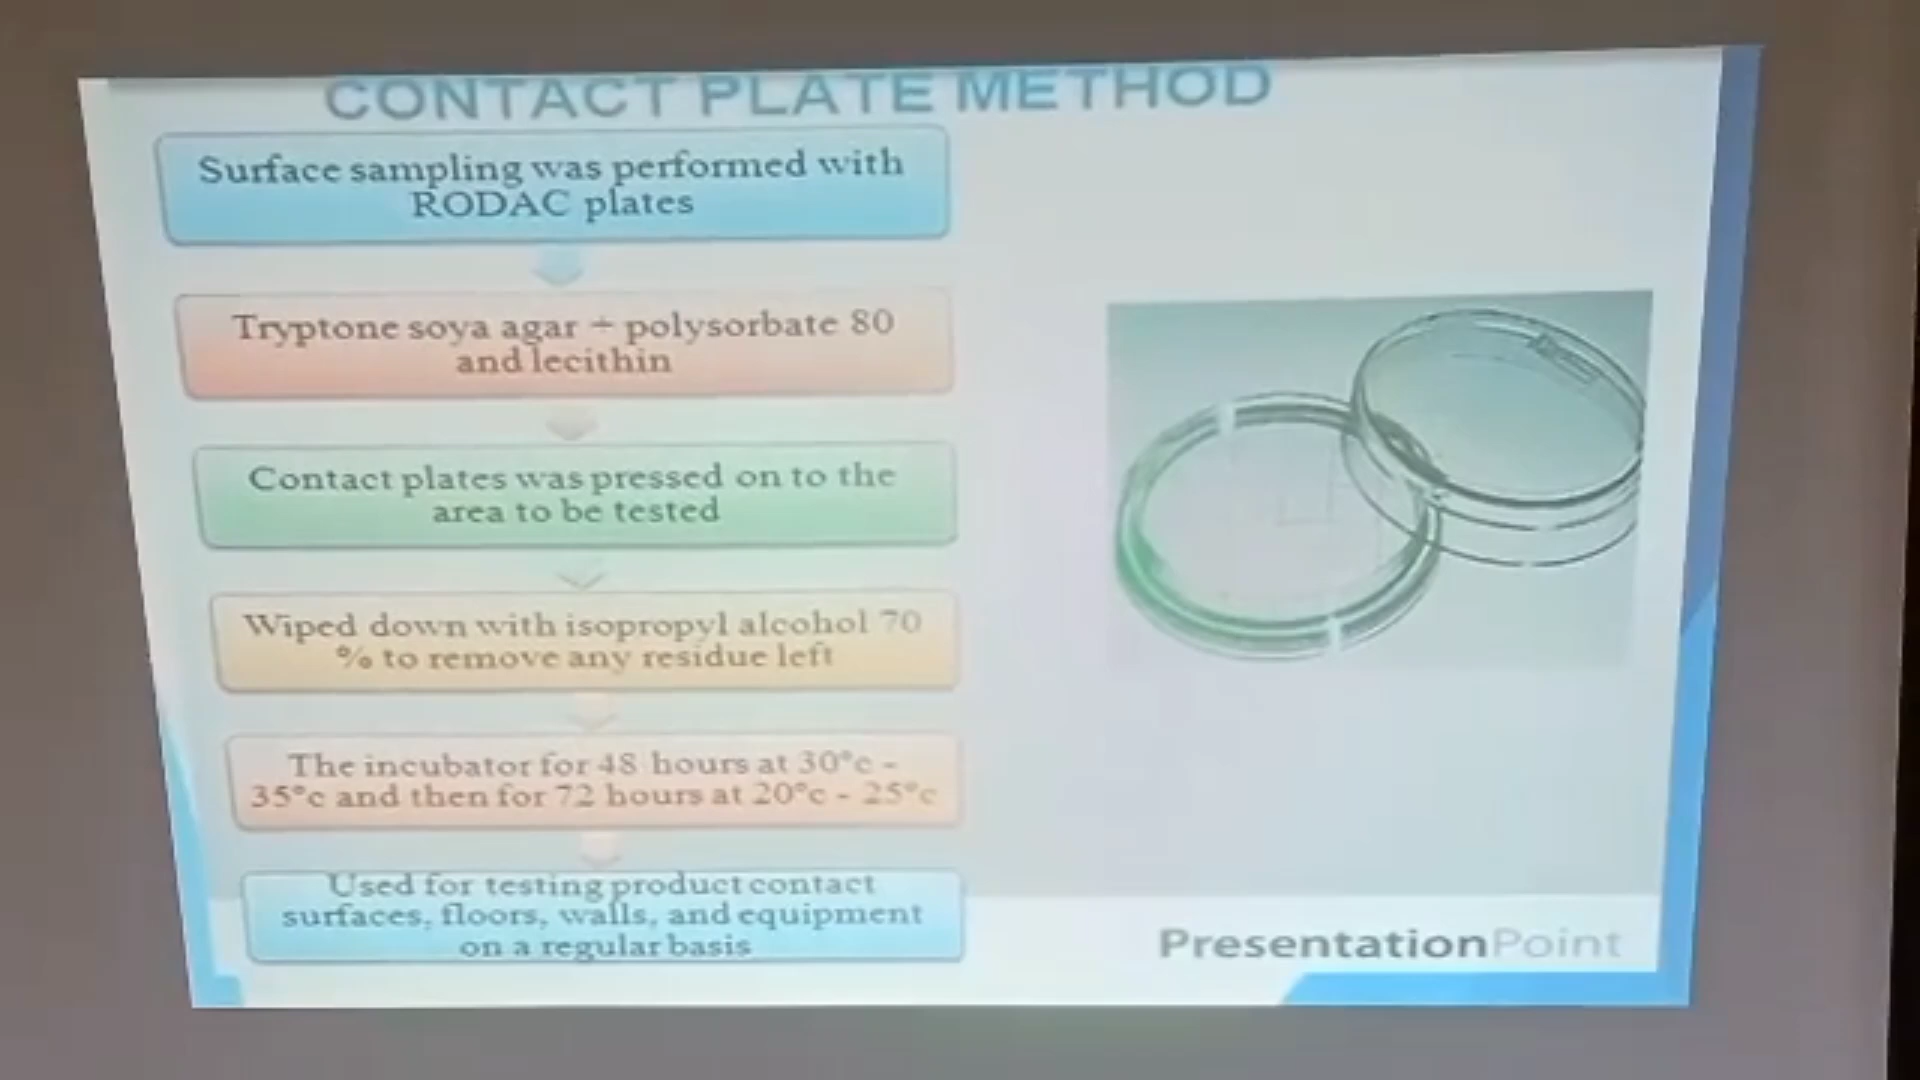 CONTACT PLATE METHOD
Surface sampling was performed with
RODAC plates
Tryptone soya agar + polysorbate 80
and lecithin
Contact plates was pressed on to the
area to be tested
Wiped down with isopropyl alcohol 70
% to remove any residue left
The incubator for 48 hours at 30°c -
35°c and then for 72 hours at 20°c - 25°c
Used for testing product contact
surfaces, floors, walls, and equipment
on a regular basis
PresentationPoint